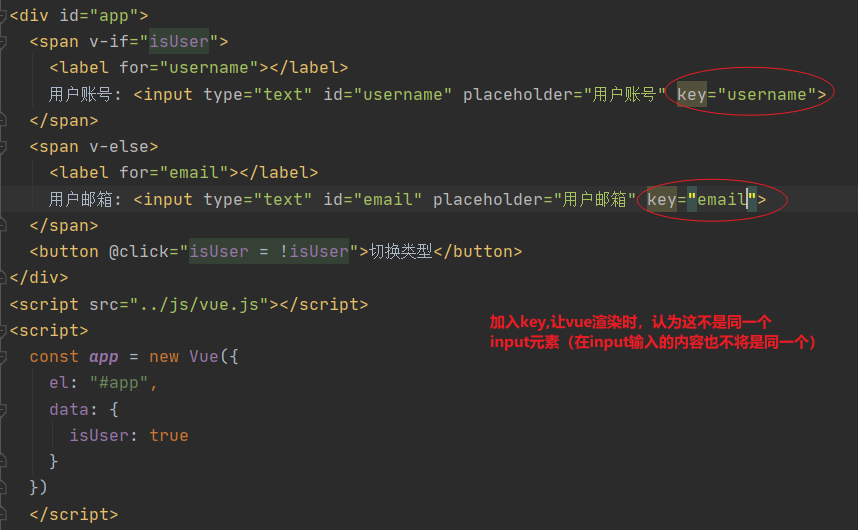 <div id="app">
<span v-if="isUser">
<label for="username"></label>
用户账号: <input type="text" id="username" placeholder="用户账号" key="username">
</span>
<span v-else>
<label for="email"></label>
用户邮箱: <input type="text" id="email" placeholder="用户邮箱" key="email">
</span>
<button @click="isUser = !isUser">切换类型</button>
</div>
<script src="../js/vue.js"></script>
<script>
const app = new Vue({
el: "#app",
data: {
isUser: true
}
})
</script>
加入key,让vue渲染时，认为这不是同一个
input元素（在input输入的内容也不将是同一个）